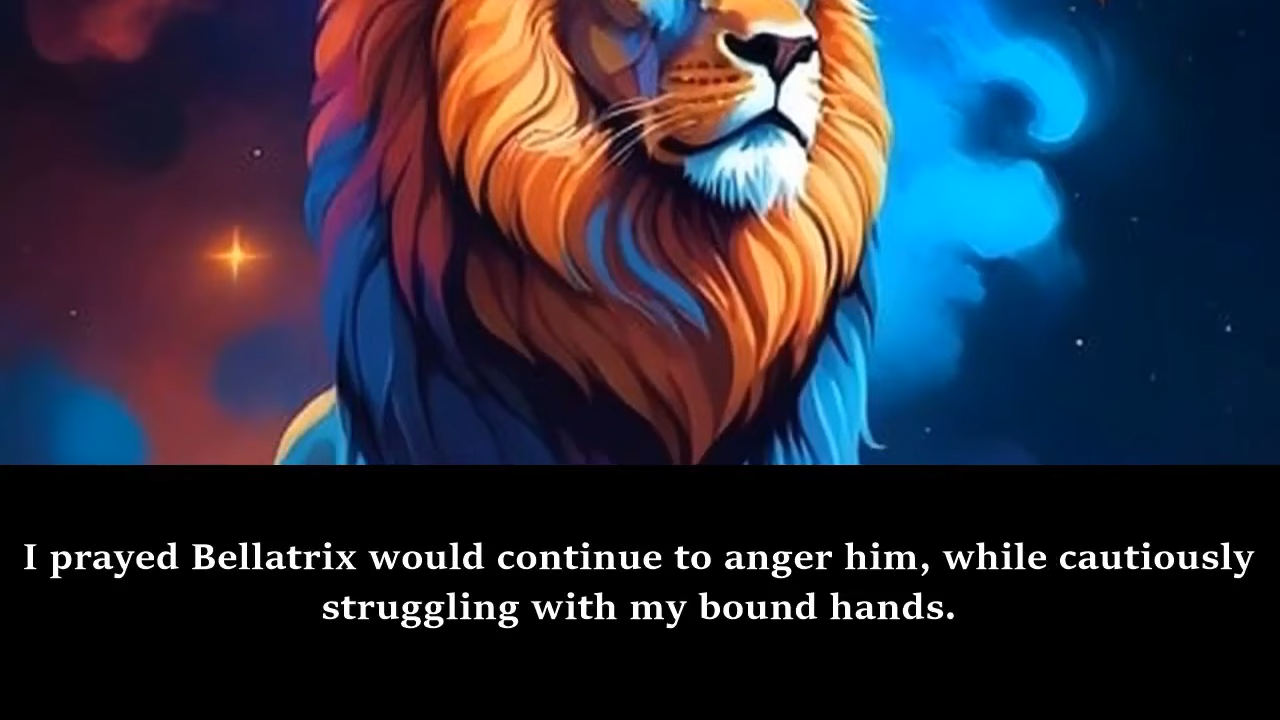 I prayed Bellatrix would continue to anger him, while cautiously
struggling with my bound hands.